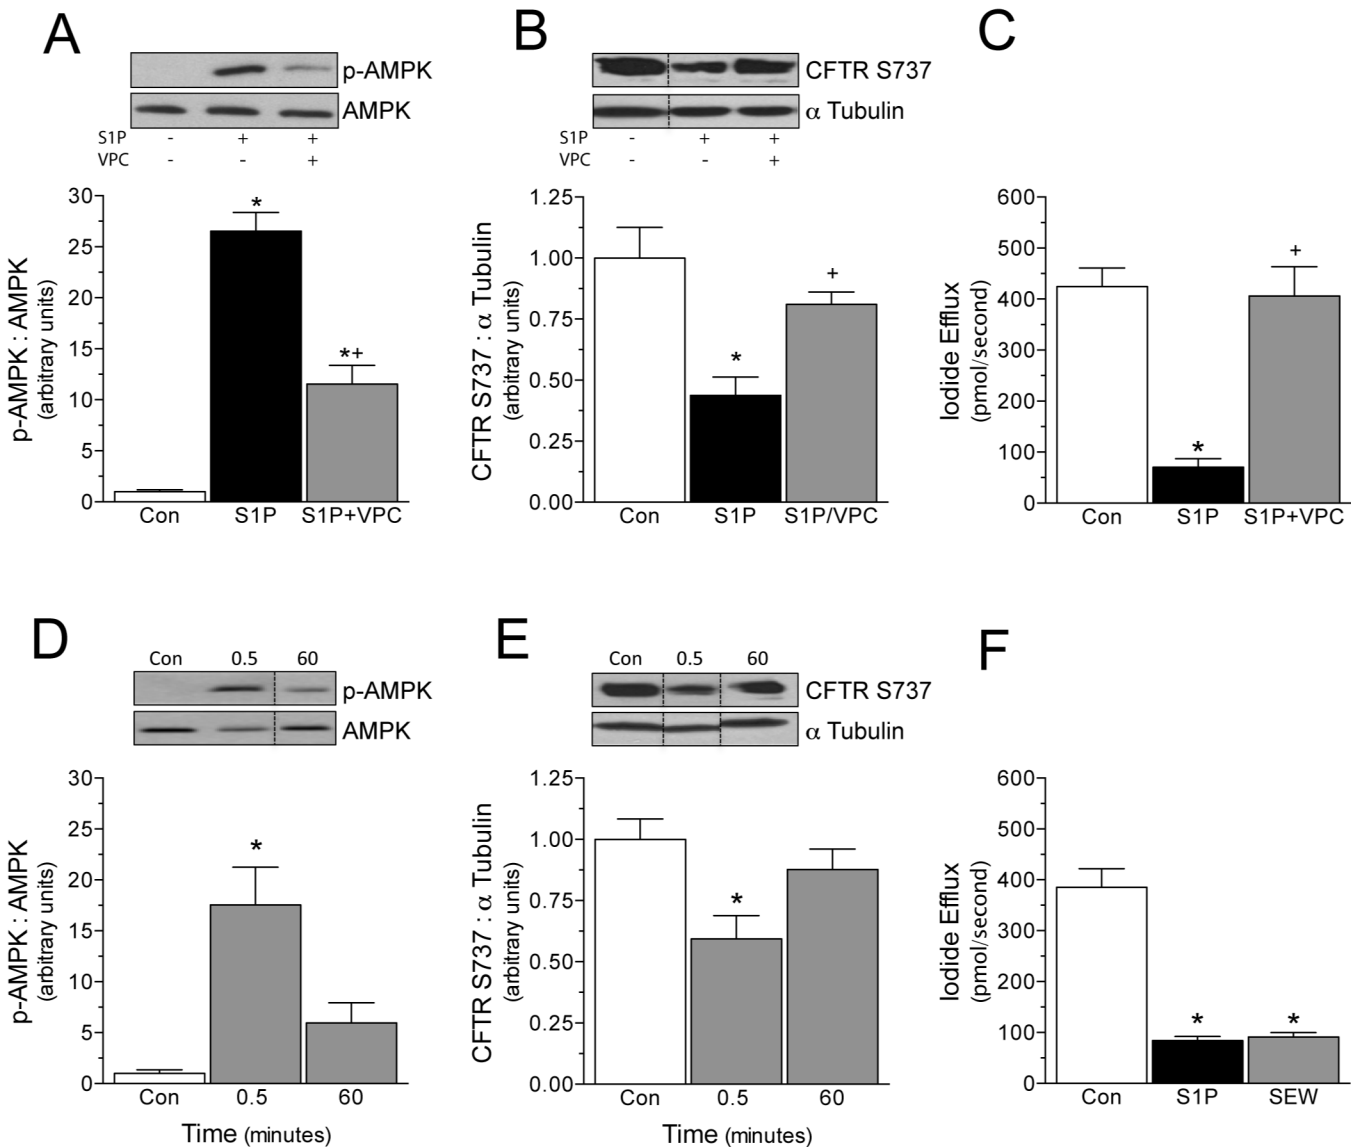 A
p-AMPK
AMPK
S1P - + +
VPC - - +
p-AMPK : AMPK
(arbitrary units)
30
25
20
15
10
5
0
*
*+
Con S1P S1P+VPC
B
CFTR S737
α Tubulin
S1P - + +
VPC - - +
CFTR S737 : α Tubulin
(arbitrary units)
1.25
1.00
0.75
0.50
0.25
0.00
*
+
Con S1P S1P/VPC
C
Iodide Efflux
(pmol/second)
600
500
400
300
200
100
0
*
+
Con S1P S1P+VPC
D
Con 0.5 60
p-AMPK
AMPK
p-AMPK : AMPK
(arbitrary units)
30
25
20
15
10
5
0
*
Con 0.5 60
Time (minutes)
E
Con 0.5 60
CFTR S737
α Tubulin
CFTR S737 : α Tubulin
(arbitrary units)
1.25
1.00
0.75
0.50
0.25
0.00
*
Con 0.5 60
Time (minutes)
F
Iodide Efflux
(pmol/second)
600
500
400
300
200
100
0
* *
Con S1P SEW